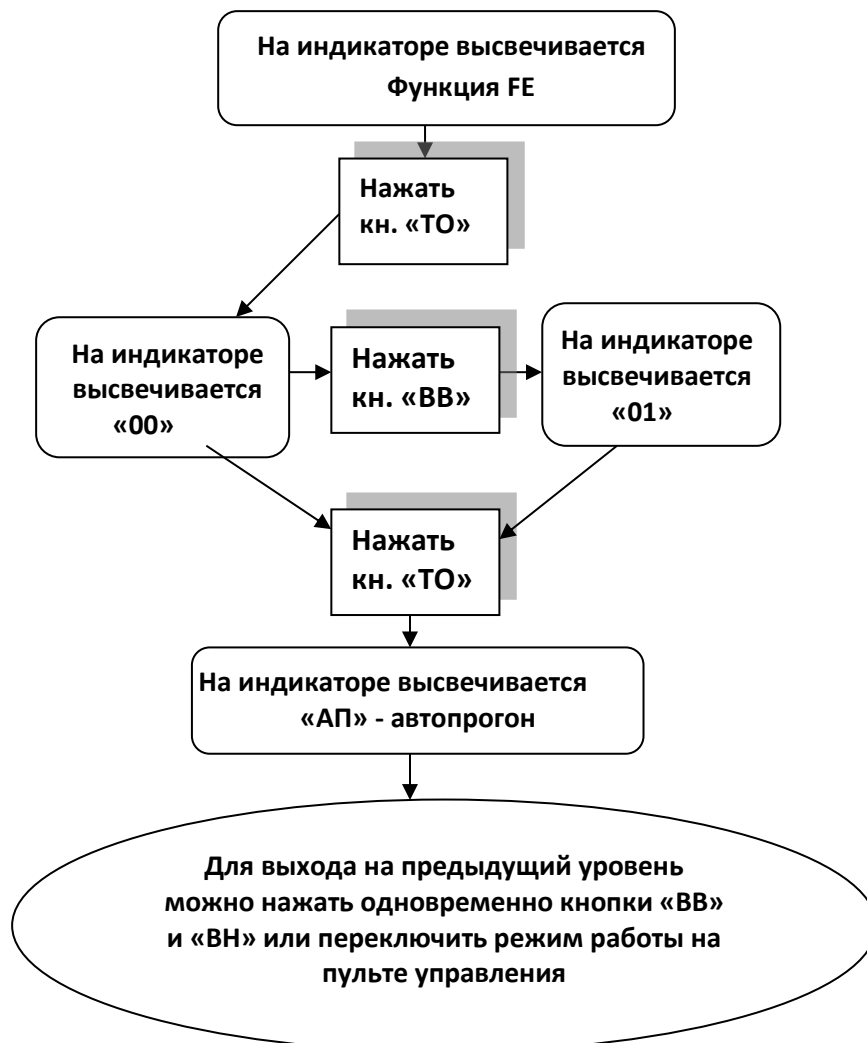 На индикаторе высвечивается
Функция FE
Нажать
кн. «ТО»
На индикаторе
высвечивается
«00»
Нажать
кн. «ВВ»
На индикаторе
высвечивается
«01»
Нажать
кн. «ТО»
На индикаторе высвечивается
«АП» - автопрогон
Для выхода на предыдущий уровень
можно нажать одновременно кнопки «ВВ»
и «ВН» или переключить режим работы на
пульте управления